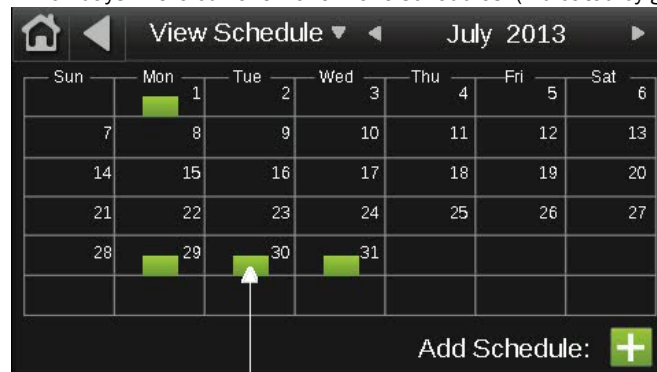 View Schedule July 2013
Sun Mon Tue Wed Thu Fri Sat
1 2 3 4 5 6
7 8 9 10 11 12 13
14 15 16 17 18 19 20
21 22 23 24 25 26 27
28 29 30 31
Add Schedule: